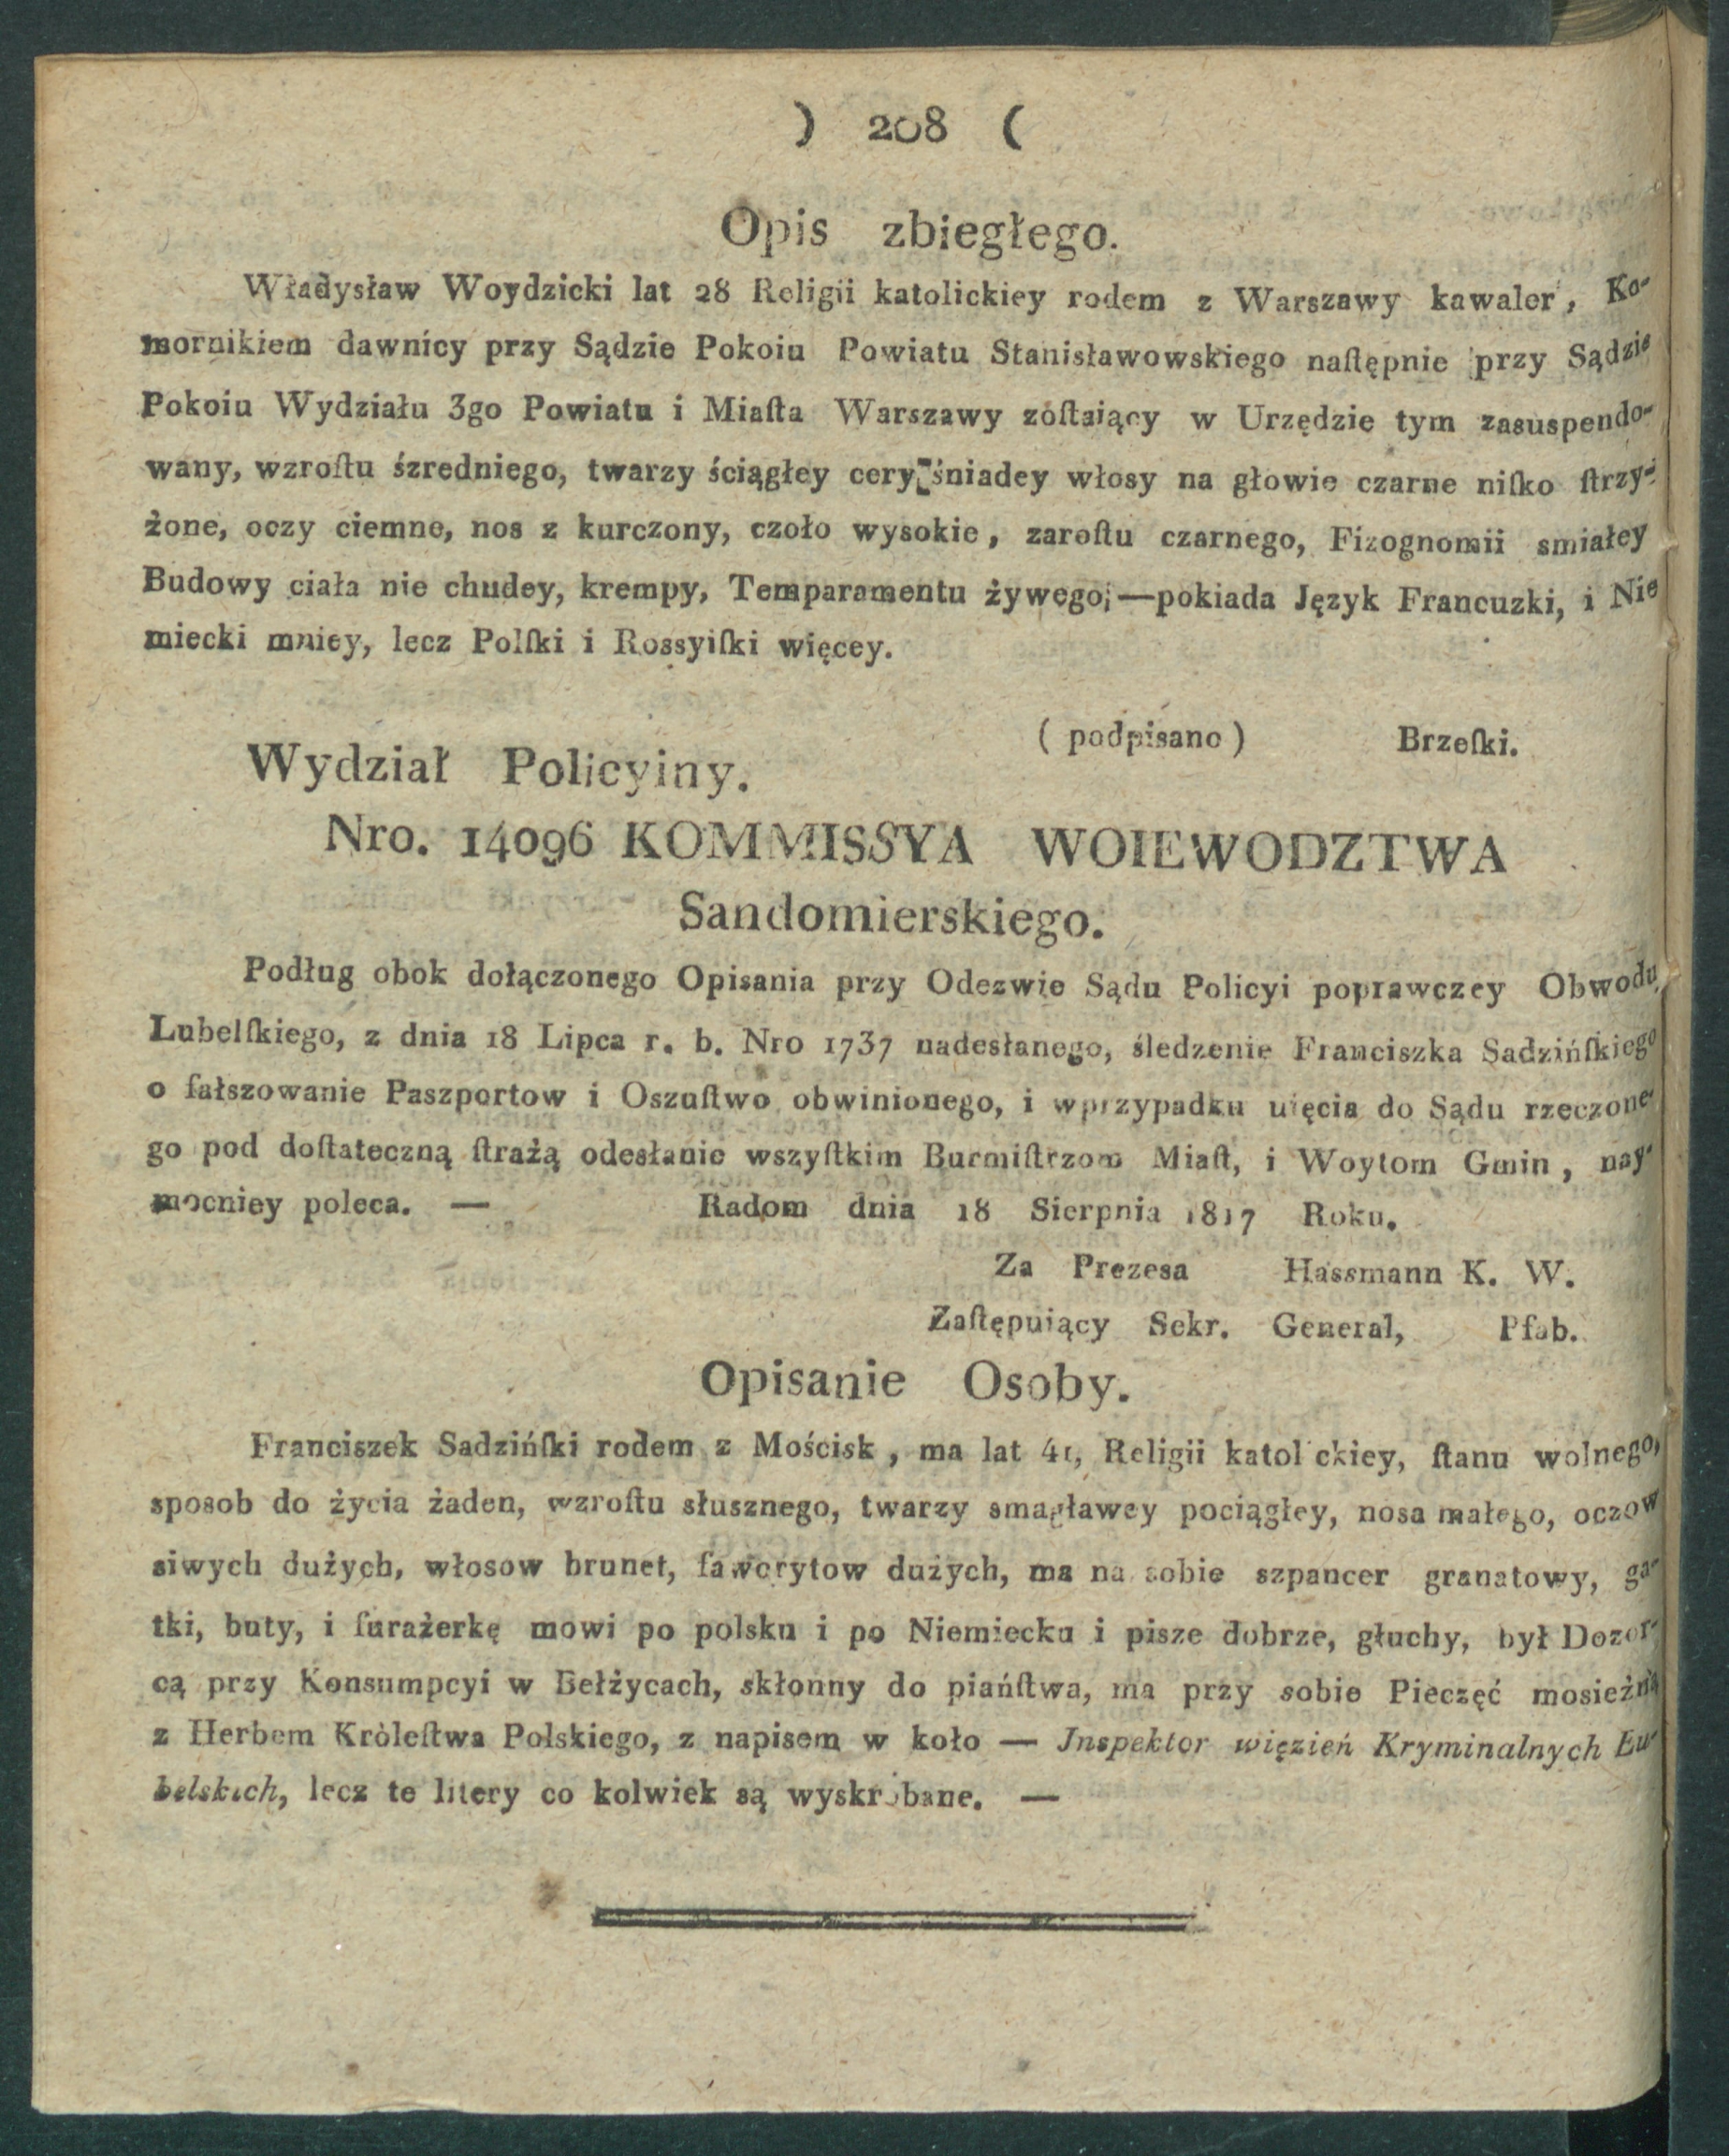 ) 208 (
Opis zbiegłego.
Władysław Woydzicki lat 28 Religii katolickiey rodem z Warszawy kawaler, Ko-
mornikiem dawnicy przy Sądzie Pokoiu Powiatu Stanisławowskiego naſtępnie przy Sądzie
Pokoiu Wydziału 3go Powiatu i Miaſta Warszawy zoſtaiący w Urzędzie tym zasuspendo-
wany, wzroſtu śzredniego, twarzy ściągłey cery śniadey włosy na głowie czarne niſko ſtrzy-
żone, oczy ciemne, nos z kurczony, czoło wysokie, zaroſtu czarnego, Fizognomii smiałey
Budowy ciała nie chudey, krempy, Temparamentu żywego;—pokiada Język Francuzki, i Nie
miecki mniey, lecz Polſki i Rossyiſki więcey.
( podpisano ) Brzeſki.
Wydział Policyiny.
Nro. 14096 KOMMISSYA WOIEWODZTWA
Sandomierskiego.
Podług obok dołączonego Opisania przy Odezwie Sądu Policyi poprawczey Obwodu
Lubelſkiego, z dnia 18 Lipca r. b. Nro 1737 nadesłanego, śledzenie Franciszka Sadzińſkiego
o fałszowanie Paszportow i Oszuſtwo obwinionego, i wprzypadku uięcia do Sądu rzeczone-
go pod doſtateczną ſtrażą odesłanie wszyſtkim Burmiſtrzom Miaſt, i Woytom Gmin, nay-
mocniey poleca. — Radom dnia 18 Sierpnia 1817 Roku.
Za Prezesa Hassmann K. W.
Zaſtępuiący Sekr. General, Pfab.
Opisanie Osoby.
Franciszek Sadzińſki rodem z Mościsk, ma lat 41, Religii katolickiey, ſtanu wolnego,
sposob do życia żaden, wzroſtu słusznego, twarzy smagławey pociągłey, nosa małego, oczow
siwych dużych, włosow brunet, faworytow dużych, ma na sobie szpancer granatowy, ga-
tki, buty, i furażerkę mowi po polsku i po Niemiecku i pisze dobrze, głuchy, był Dozor-
cą przy Konsumpcyi w Bełżycach, skłonny do piańſtwa, ma przy sobie Pieczęć mosieżną
z Herbem Króleſtwa Polskiego, z napisem w koło — Jnspektor więzień Kryminalnych Lu-
belskich, lecz te litery co kolwiek są wyskrobane. —